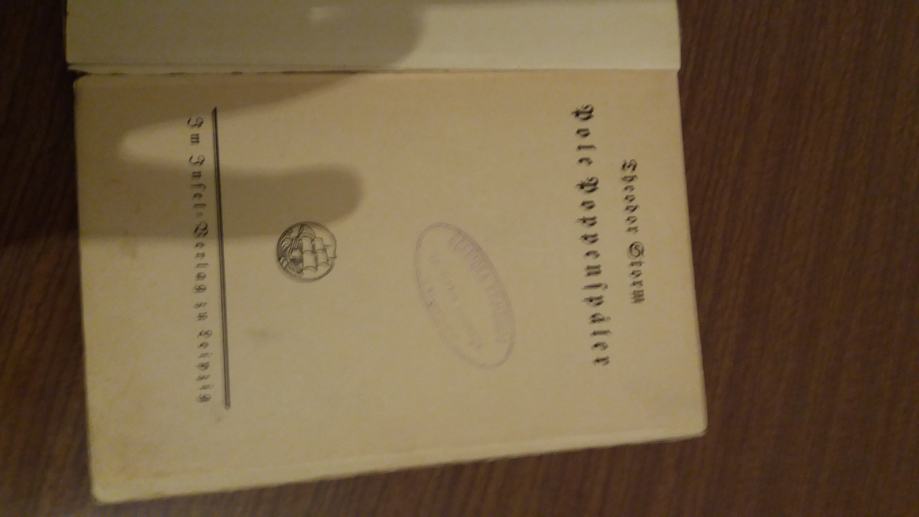 Theodor Storm
Pole Poppenspäler
Im Insel-Verlag zu Leipzig